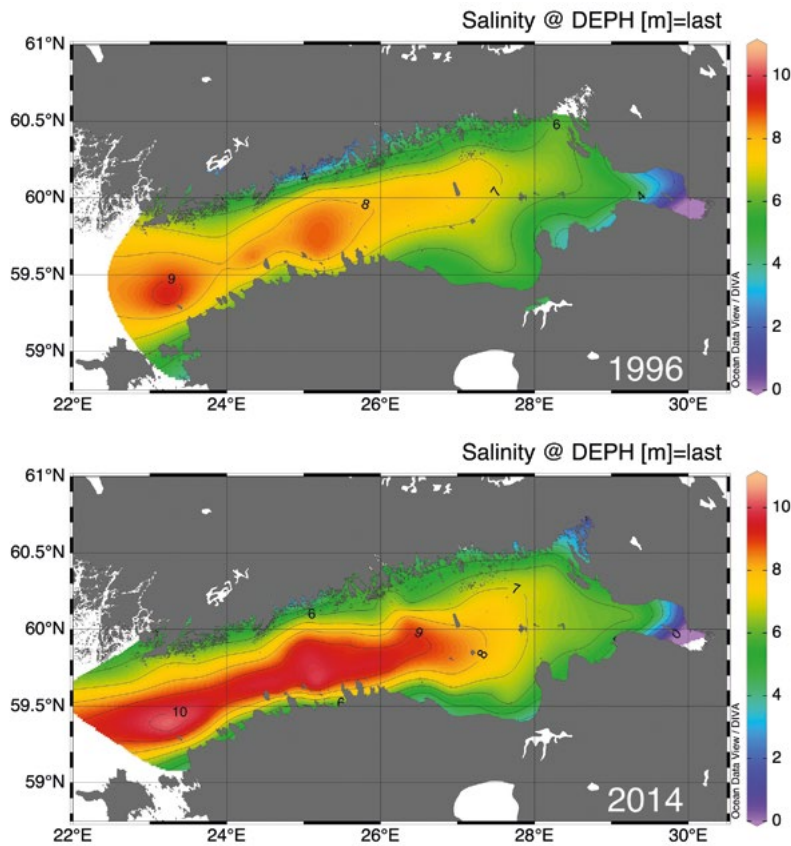 Salinity @ DEPH [m]=last
61°N
60.5°N
60°N
59.5°N
59°N
22°E
24°E
26°E
28°E
30°E
6
4
8
7
4
9
1996
10
8
6
4
2
0
Ocean Data View / DIVA
Salinity @ DEPH [m]=last
61°N
60.5°N
60°N
59.5°N
59°N
22°E
24°E
26°E
28°E
30°E
7
6
9
0
8
10
6
2014
10
8
6
4
2
0
Ocean Data View / DIVA